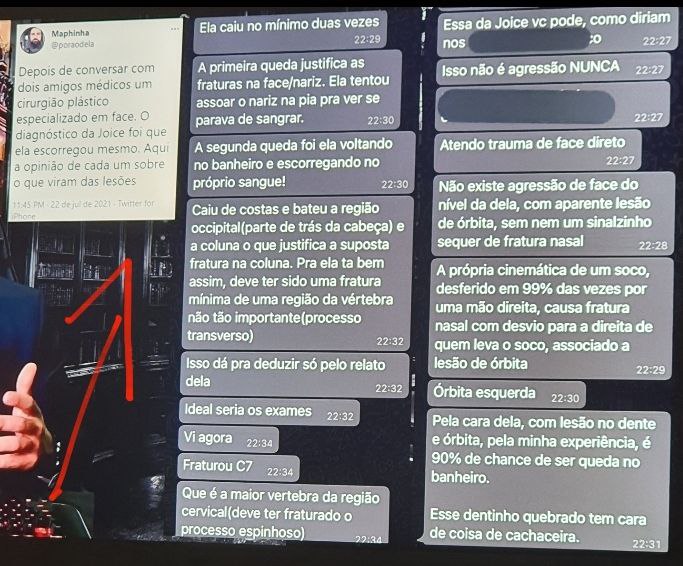 Maphinha
@poraodela
Depois de conversar com
dois amigos médicos um
cirurgião plástico
especializado em face. O
diagnóstico da Joice foi que
ela escorregou mesmo. Aqui
a opinião de cada um sobre
o que viram das lesões
11:45 PM - 22 de jul de 2021 - Twitter for
iPhone
Ela caiu no mínimo duas vezes
22:29
A primeira queda justifica as
fraturas na face/nariz. Ela tentou
assoar o nariz na pia pra ver se
parava de sangrar.
22:30
A segunda queda foi ela voltando
no banheiro e escorregando no
próprio sangue!
22:30
Caiu de costas e bateu a região
occipital(parte de trás da cabeça) e
a coluna o que justifica a suposta
fratura na coluna. Pra ela ta bem
assim, deve ter sido uma fratura
mínima de uma região da vértebra
não tão importante(processo
transverso)
22:32
Isso dá pra deduzir só pelo relato
dela
22:32
Ideal seria os exames 22:32
Vi agora 22:34
Fraturou C7 22:34
Que é a maior vertebra da região
cervical(deve ter fraturado o
processo espinhoso)
22:34
Essa da Joice vc pode, como diriam
nos
22:27
Isso não é agressão NUNCA 22:27
22:27
Atendo trauma de face direto
22:27
Não existe agressão de face do
nível da dela, com aparente lesão
de órbita, sem nem um sinalzinho
sequer de fratura nasal
22:28
A própria cinemática de um soco,
desferido em 99% das vezes por
uma mão direita, causa fratura
nasal com desvio para a direita de
quem leva o soco, associado a
lesão de órbita
22:29
Órbita esquerda 22:30
Pela cara dela, com lesão no dente
e órbita, pela minha experiência, é
90% de chance de ser queda no
banheiro.
Esse dentinho quebrado tem cara
de coisa de cachaceira.
22:31